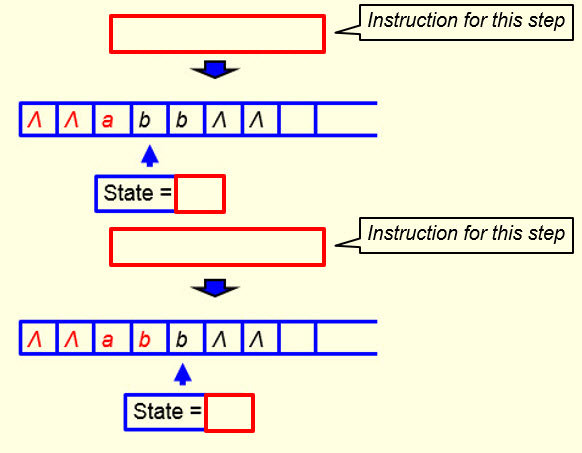 Instruction for this step
Λ Λ a b b Λ Λ
State =
Instruction for this step
Λ Λ a b b Λ Λ
State =